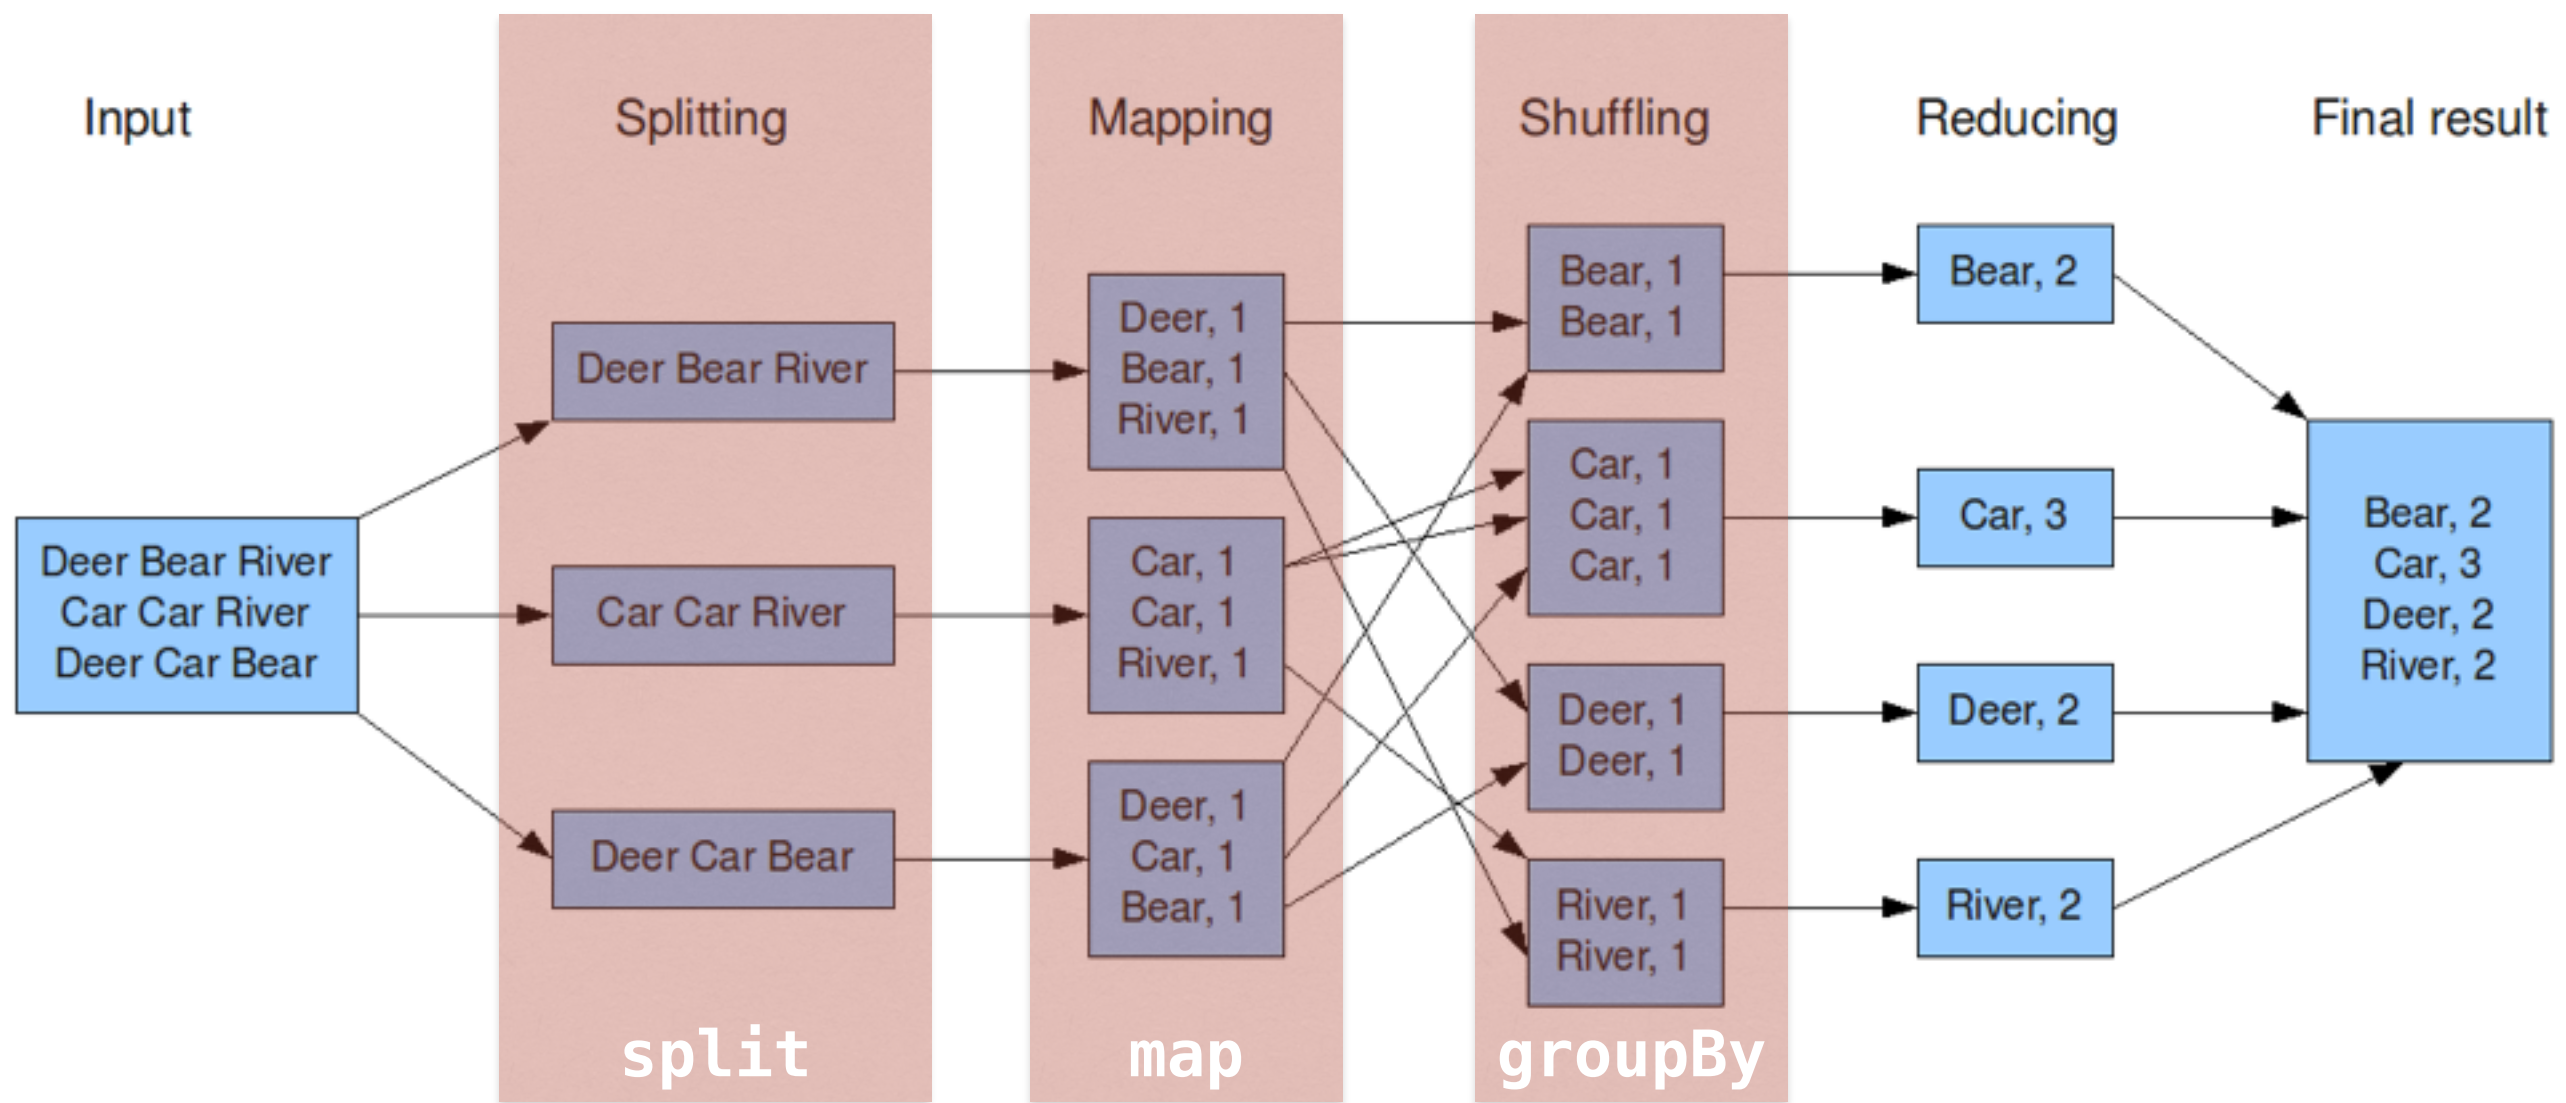 Input
Splitting
Mapping
Shuffling
Reducing
Final result
Deer Bear River
Car Car River
Deer Car Bear
Deer Bear River
Car Car River
Deer Car Bear
Deer, 1
Bear, 1
River, 1
Car, 1
Car, 1
River, 1
Deer, 1
Car, 1
Bear, 1
Bear, 1
Bear, 1
Car, 1
Car, 1
Car, 1
Deer, 1
Deer, 1
River, 1
River, 1
Bear, 2
Car, 3
Deer, 2
River, 2
Bear, 2
Car, 3
Deer, 2
River, 2
split
map
groupBy